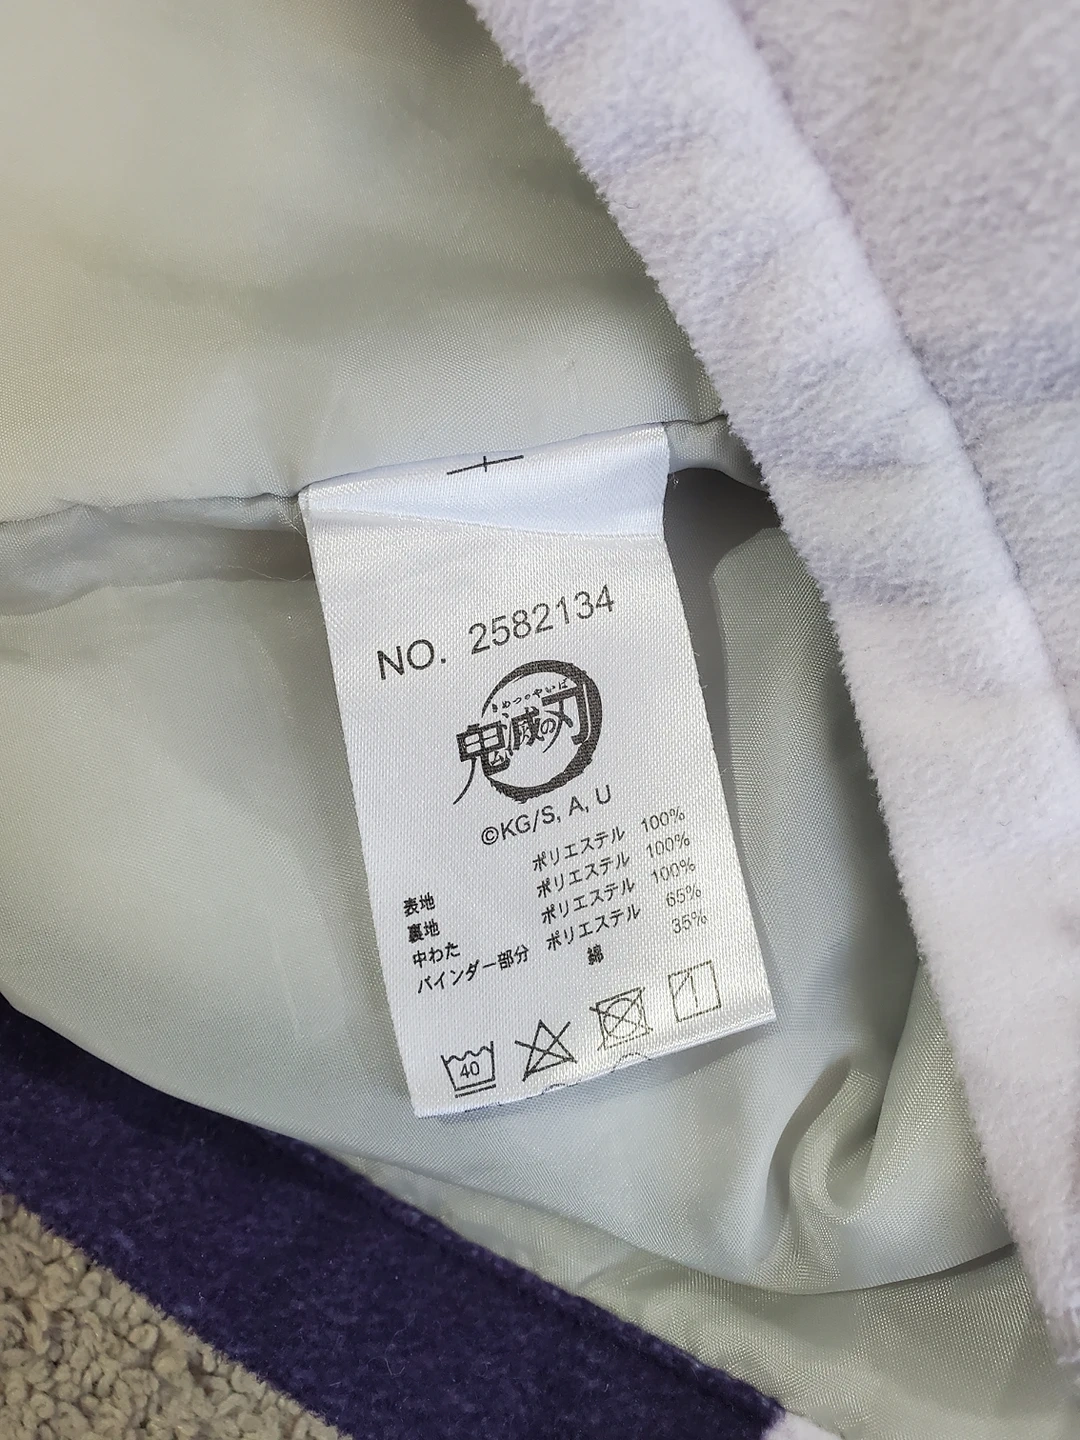 NO. 2582134
きめつのやいば
鬼滅の刃
©KG/S, A, U
表地 ポリエステル 100%
裏地 ポリエステル 100%
中わた ポリエステル 100%
バインダー部分 ポリエステル 65%
綿 35%
40